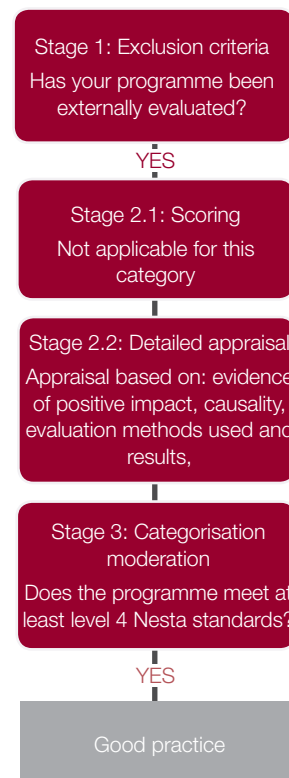 Stage 1: Exclusion criteria
Has your programme been
externally evaluated?
YES
Stage 2.1: Scoring
Not applicable for this
category
Stage 2.2: Detailed appraisal
Appraisal based on: evidence
of positive impact, causality,
evaluation methods used and
results,
Stage 3: Categorisation
moderation
Does the programme meet at
least level 4 Nesta standards?
YES
Good practice